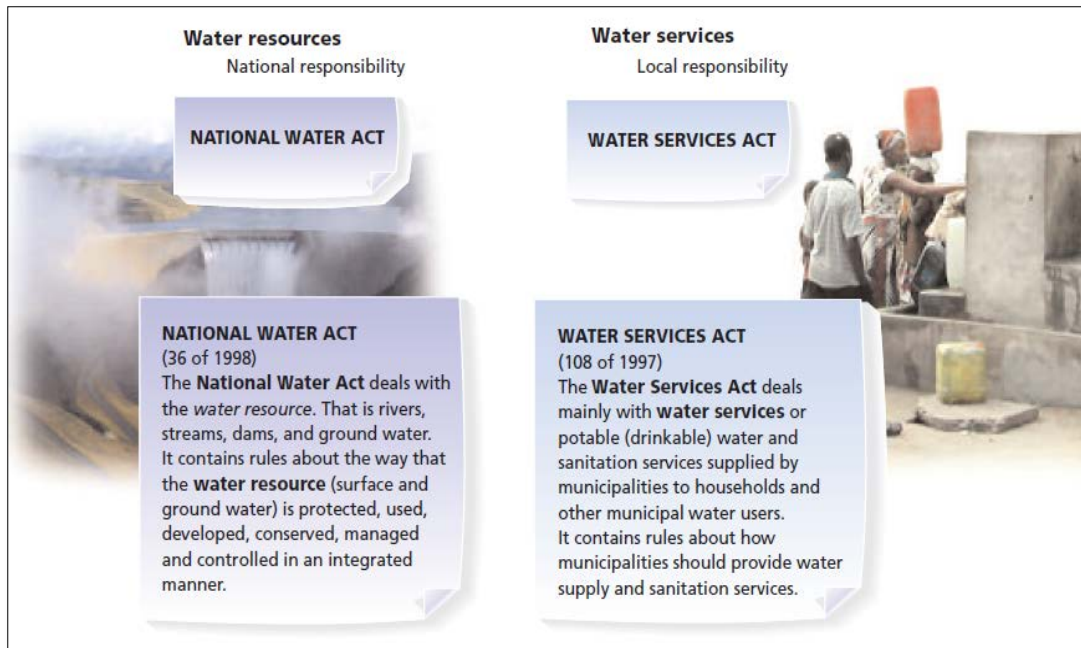 Water resources
National responsibility
NATIONAL WATER ACT
NATIONAL WATER ACT
(36 of 1998)
The National Water Act deals with
the water resource. That is rivers,
streams, dams, and ground water.
It contains rules about the way that
the water resource (surface and
ground water) is protected, used,
developed, conserved, managed
and controlled in an integrated
manner.
Water services
Local responsibility
WATER SERVICES ACT
WATER SERVICES ACT
(108 of 1997)
The Water Services Act deals
mainly with water services or
potable (drinkable) water and
sanitation services supplied by
municipalities to households and
other municipal water users.
It contains rules about how
municipalities should provide water
supply and sanitation services.